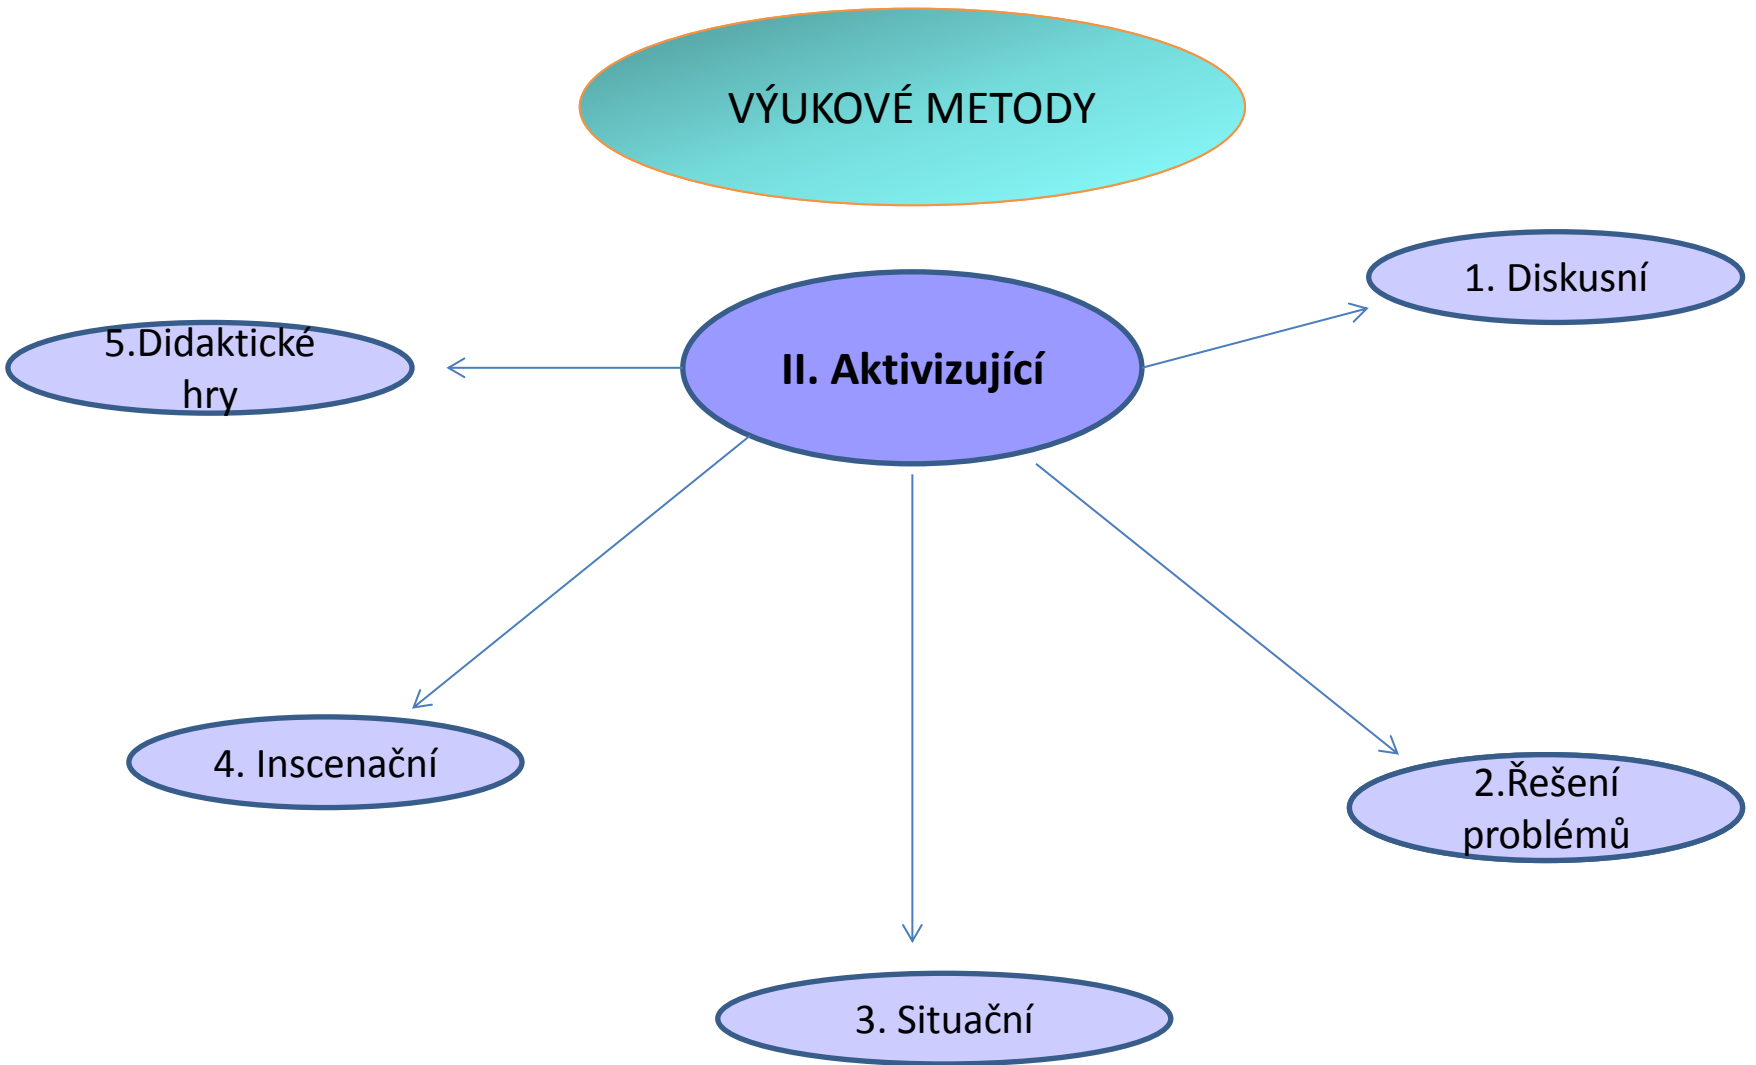 VÝUKOVÉ METODY
1. Diskusní
5.Didaktické
hry
II. Aktivizující
4. Inscenační
2.Řešení
problémů
3. Situační